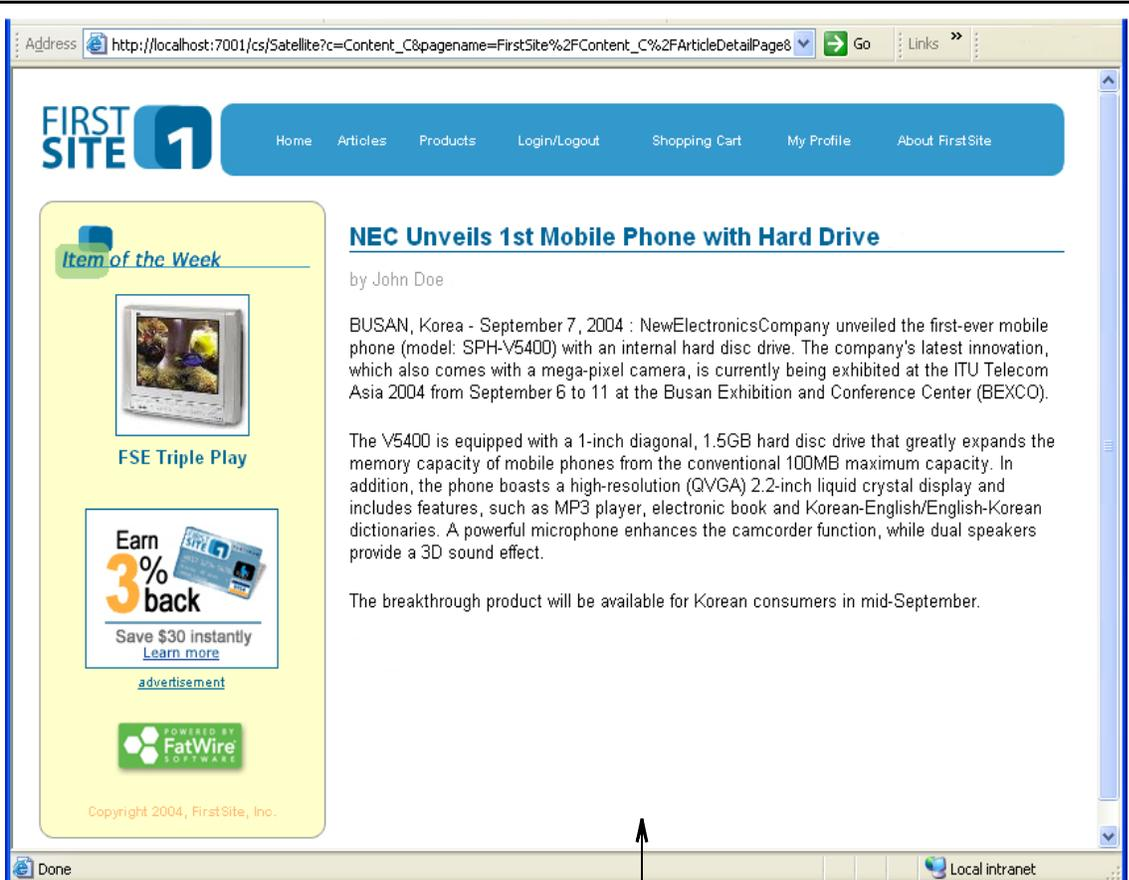 Address http://localhost:7001/cs/Satellite?c=Content_C&pagename=FirstSite%2FContent_C%2FArticleDetailPage& Go Links »
FIRST
SITE 1
Home Articles Products Login/Logout Shopping Cart My Profile About FirstSite
Item of the Week
FSE Triple Play
Earn
3%
back
Save $30 instantly
Learn more
advertisement
POWERED BY
FatWire
SOFTWARE
Copyright 2004, FirstSite, Inc.
NEC Unveils 1st Mobile Phone with Hard Drive
by John Doe
BUSAN, Korea - September 7, 2004 : NewElectronicsCompany unveiled the first-ever mobile
phone (model: SPH-V5400) with an internal hard disc drive. The company's latest innovation,
which also comes with a mega-pixel camera, is currently being exhibited at the ITU Telecom
Asia 2004 from September 6 to 11 at the Busan Exhibition and Conference Center (BEXCO).
The V5400 is equipped with a 1-inch diagonal, 1.5GB hard disc drive that greatly expands the
memory capacity of mobile phones from the conventional 100MB maximum capacity. In
addition, the phone boasts a high-resolution (QVGA) 2.2-inch liquid crystal display and
includes features, such as MP3 player, electronic book and Korean-English/English-Korean
dictionaries. A powerful microphone enhances the camcorder function, while dual speakers
provide a 3D sound effect.
The breakthrough product will be available for Korean consumers in mid-September.
Done Local intranet